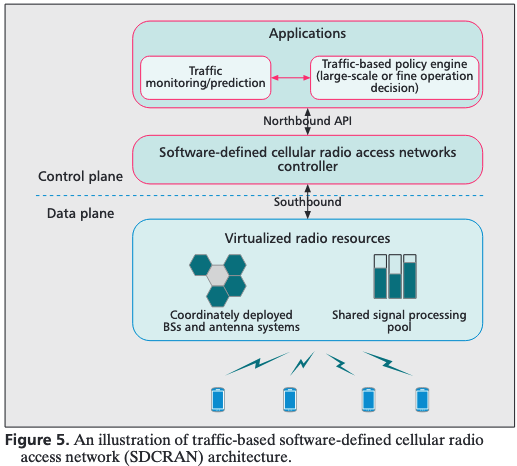 Applications
Traffic
monitoring/prediction
Traffic-based policy engine
(large-scale or fine operation
decision)
Northbound API
Software-defined cellular radio access networks
controller
Control plane
Southbound
Data plane
Virtualized radio resources
Coordinately deployed
BSs and antenna systems
Shared signal processing
pool
Figure 5. An illustration of traffic-based software-defined cellular radio
access network (SDCRAN) architecture.